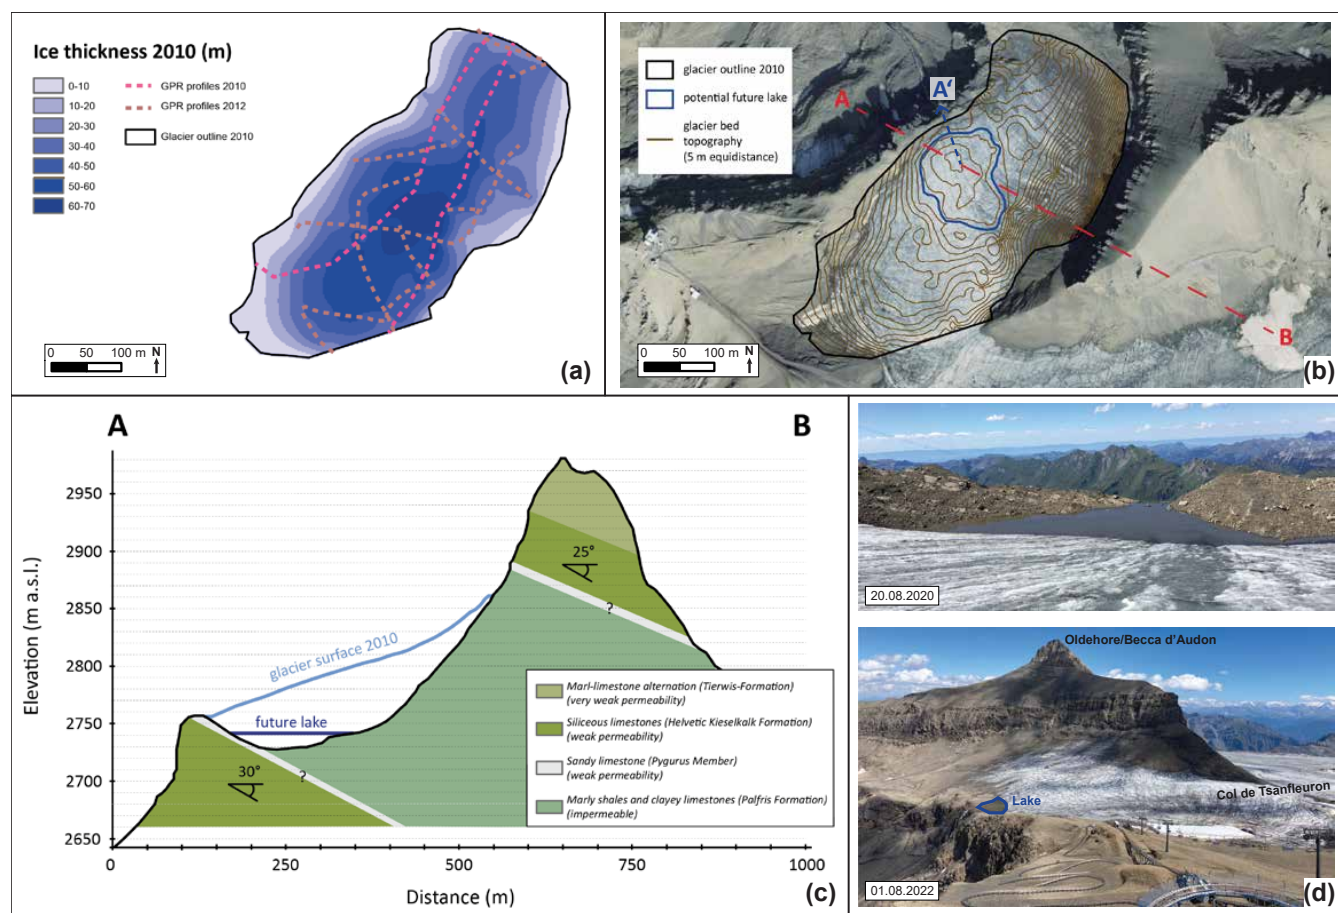 Ice thickness 2010 (m)
0-10
10-20
20-30
30-40
40-50
50-60
60-70
GPR profiles 2010
GPR profiles 2012
Glacier outline 2010
0 50 100 m N
(a)
glacier outline 2010
potential future lake
glacier bed
topography
(5 m equidistance)
A
A'
B
0 50 100 m N
(b)
A
B
Elevation (m a.s.l.)
2950
2900
2850
2800
2750
2700
2650
glacier surface 2010
future lake
30°
?
25°
?
Marl-limestone alternation (Tierwis-Formation)
(very weak permeability)
Siliceous limestones (Helvetic Kieselkalk Formation)
(weak permeability)
Sandy limestone (Pygurus Member)
(weak permeability)
Marly shales and clayey limestones (Palfris Formation)
(impermeable)
0 250 500 750 1000
Distance (m)
(c)
20.08.2020
Oldehore/Becca d'Audon
Col de Tsanfleuron
Lake
01.08.2022
(d)